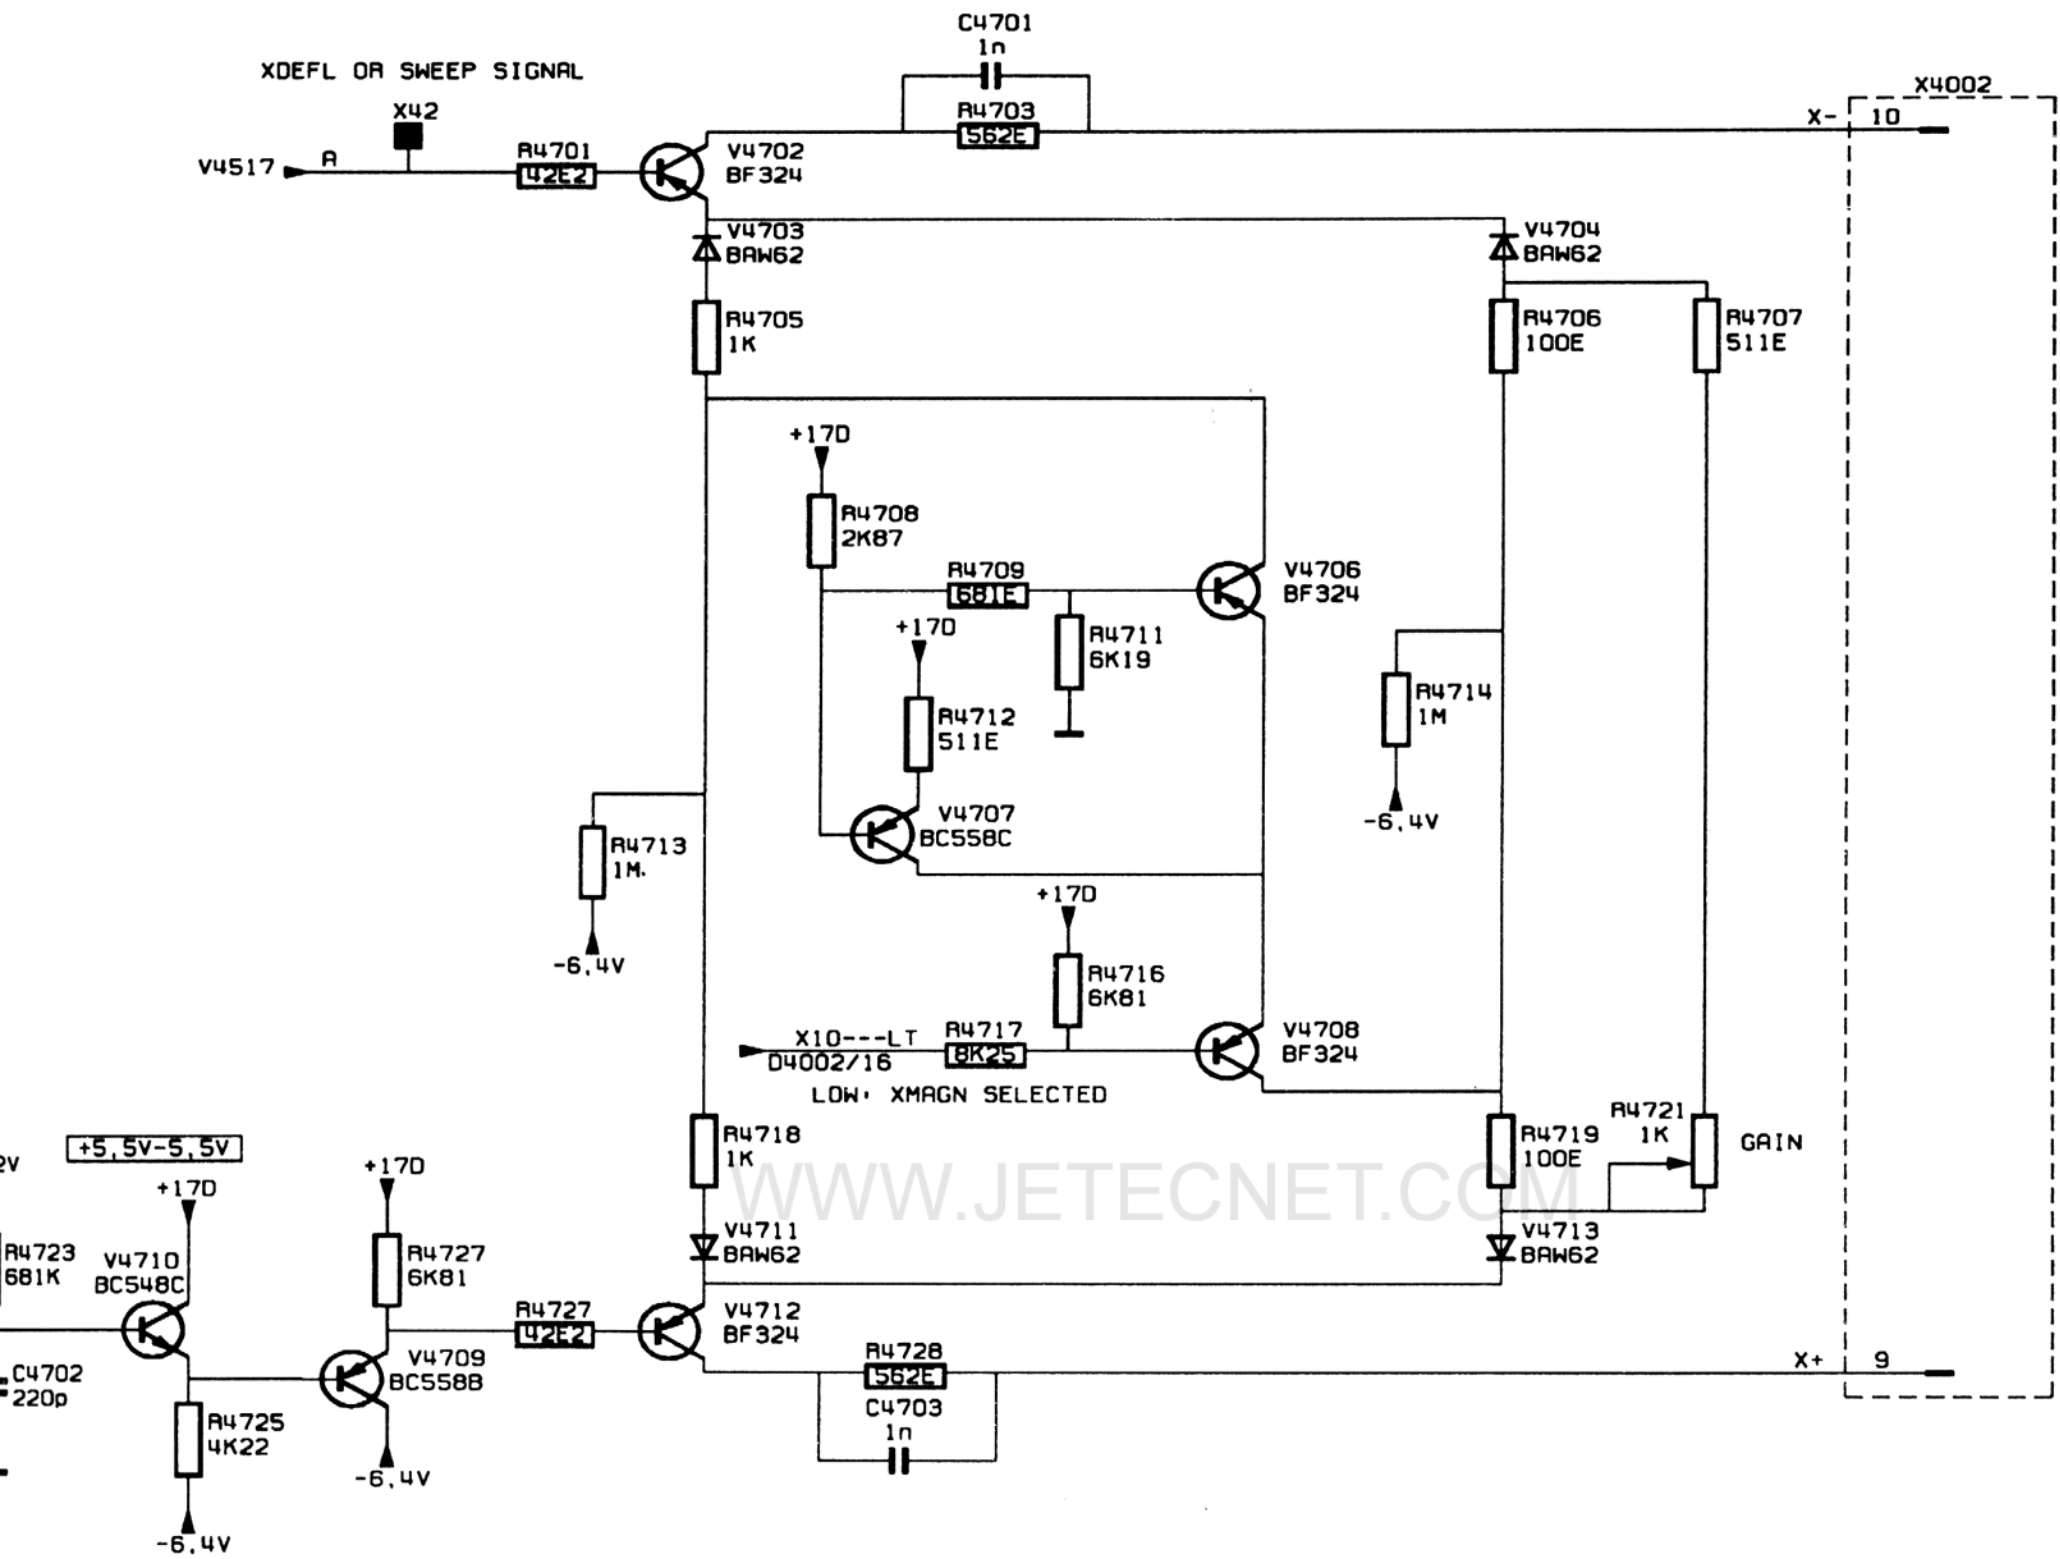 C4701
1n
XDEFL OR SWEEP SIGNAL
X4002
X42
R4703
562E
X- 10
V4517
A
R4701
42E2
V4702
BF324
V4703
BAW62
V4704
BAW62
R4705
1K
R4706
100E
R4707
511E
+17D
R4708
2K87
R4709
681E
V4706
BF324
+17D
R4711
6K19
R4712
511E
R4714
1M
-6,4V
V4707
BC558C
R4713
1M.
-6,4V
+17D
R4716
6K81
X10---LT
D4002/16
R4717
8K25
V4708
BF324
LOW: XMAGN SELECTED
R4718
1K
R4719
100E
R4721
1K
GAIN
WWW.JETECNET.COM
+5,5V-5,5V
2V
+17D
+17D
V4711
BAW62
V4713
BAW62
R4723
681K
V4710
BC548C
R4727
6K81
R4727
42E2
V4712
BF324
C4702
220p
V4709
BC558B
R4728
562E
X+ 9
C4703
1n
R4725
4K22
-6,4V
-6,4V